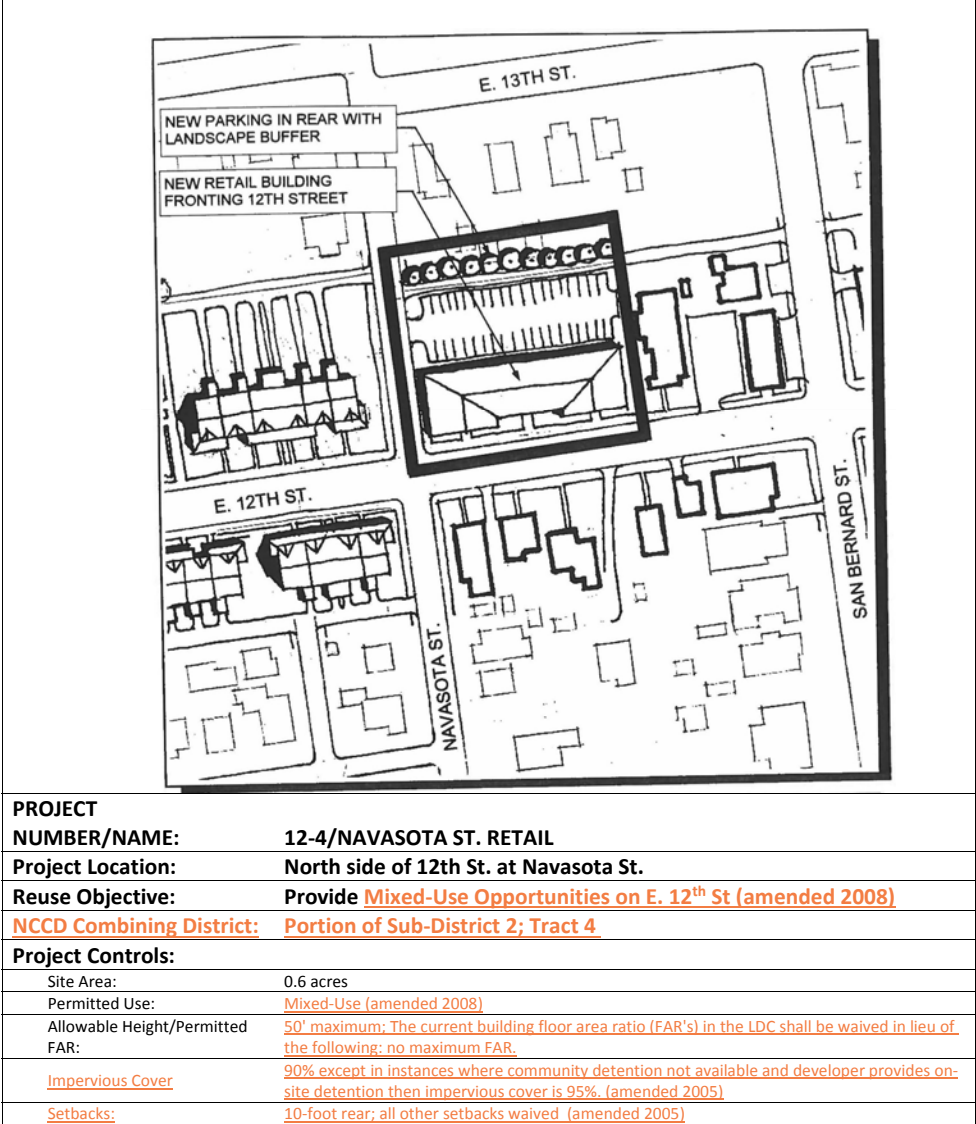 E. 13TH ST.
NEW PARKING IN REAR WITH
LANDSCAPE BUFFER
NEW RETAIL BUILDING
FRONTING 12TH STREET
E. 12TH ST.
NAVASOTA ST.
SAN BERNARD ST.
PROJECT
NUMBER/NAME: 12-4/NAVASOTA ST. RETAIL
Project Location: North side of 12th St. at Navasota St.
Reuse Objective: Provide Mixed-Use Opportunities on E. 12th St (amended 2008)
NCCD Combining District: Portion of Sub-District 2; Tract 4
Project Controls:
Site Area: 0.6 acres
Permitted Use: Mixed-Use (amended 2008)
Allowable Height/Permitted 50' maximum; The current building floor area ratio (FAR's) in the LDC shall be waived in lieu of
FAR: the following: no maximum FAR.
90% except in instances where community detention not available and developer provides on-
Impervious Cover
site detention then impervious cover is 95%. (amended 2005)
Setbacks: 10-foot rear; all other setbacks waived (amended 2005)